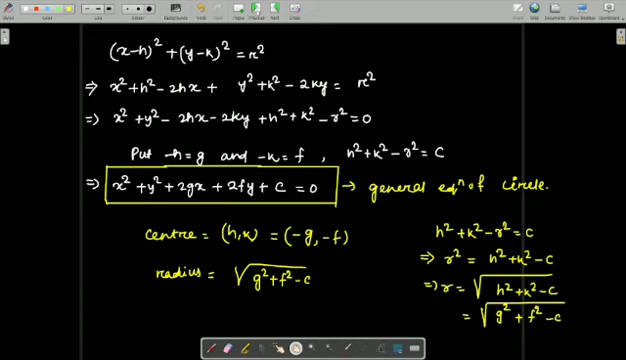 (x-h)² + (y-k)² = r²
⇒ x² + h² - 2hx + y² + k² - 2ky = r²
⇒ x² + y² - 2hx - 2ky + h² + k² - r² = 0
Put -h = g and -k = f , h² + k² - r² = C
⇒ x² + y² + 2gx + 2fy + C = 0 → general eqⁿ of circle.
centre = (h, k) = (-g, -f)
radius = √(g² + f² - c)
h² + k² - r² = c
⇒ r² = h² + k² - c
⇒ r = √(h² + k² - c)
= √(g² + f² - c)